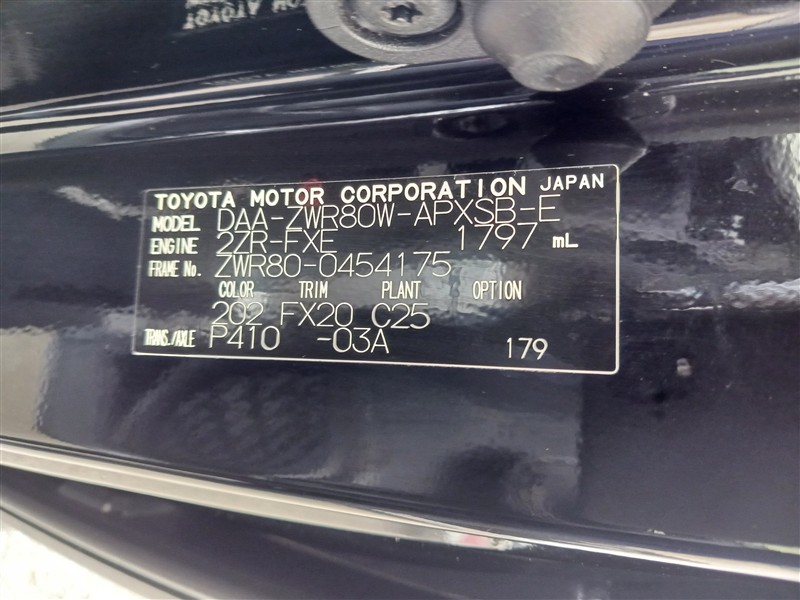 TOYOTA MOTOR CORPORATION JAPAN
MODEL DAA-ZWR80W-APXSB-E
ENGINE 2ZR-FXE 1797 mL
FRAME No. ZWR80-0454175
COLOR TRIM PLANT OPTION
202 FX20 C25
TRANS./AXLE P410 -03A 179